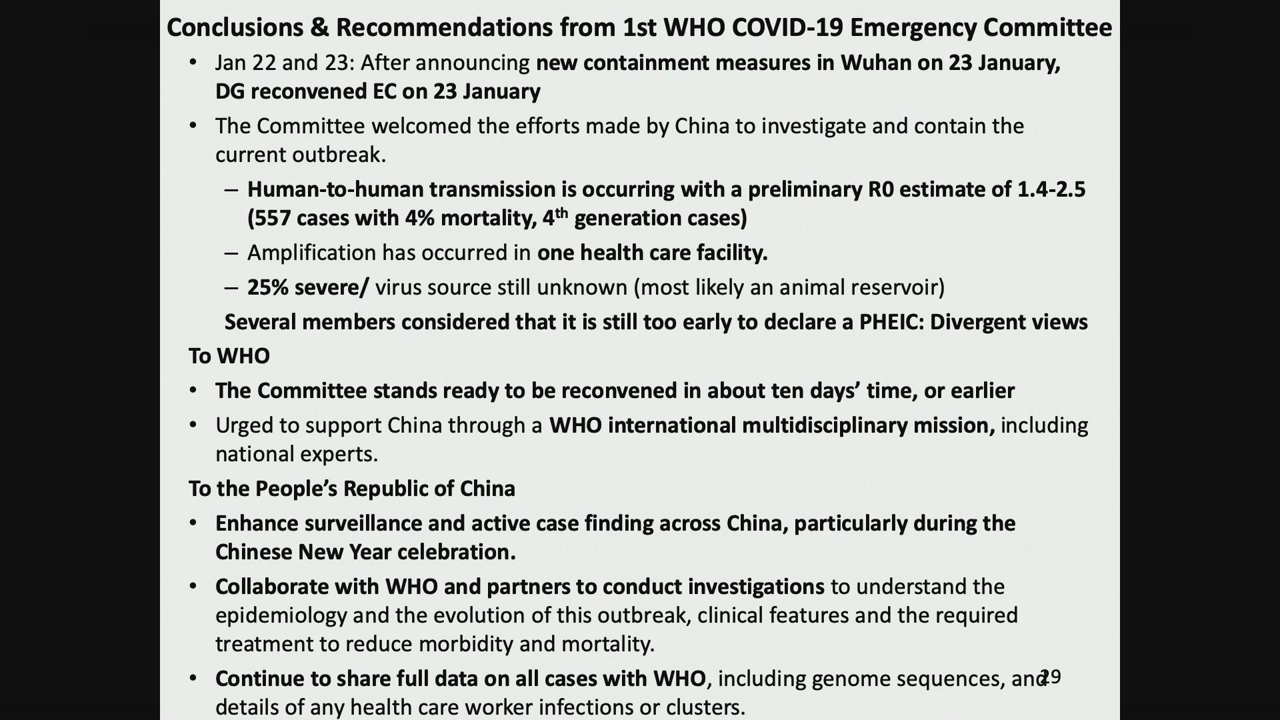 Conclusions & Recommendations from 1st WHO COVID-19 Emergency Committee
• Jan 22 and 23: After announcing new containment measures in Wuhan on 23 January,
DG reconvened EC on 23 January
• The Committee welcomed the efforts made by China to investigate and contain the
current outbreak.
– Human-to-human transmission is occurring with a preliminary R0 estimate of 1.4-2.5
(557 cases with 4% mortality, 4th generation cases)
– Amplification has occurred in one health care facility.
– 25% severe/ virus source still unknown (most likely an animal reservoir)
Several members considered that it is still too early to declare a PHEIC: Divergent views
To WHO
• The Committee stands ready to be reconvened in about ten days’ time, or earlier
• Urged to support China through a WHO international multidisciplinary mission, including
national experts.
To the People’s Republic of China
• Enhance surveillance and active case finding across China, particularly during the
Chinese New Year celebration.
• Collaborate with WHO and partners to conduct investigations to understand the
epidemiology and the evolution of this outbreak, clinical features and the required
treatment to reduce morbidity and mortality.
• Continue to share full data on all cases with WHO, including genome sequences, and
29
details of any health care worker infections or clusters.